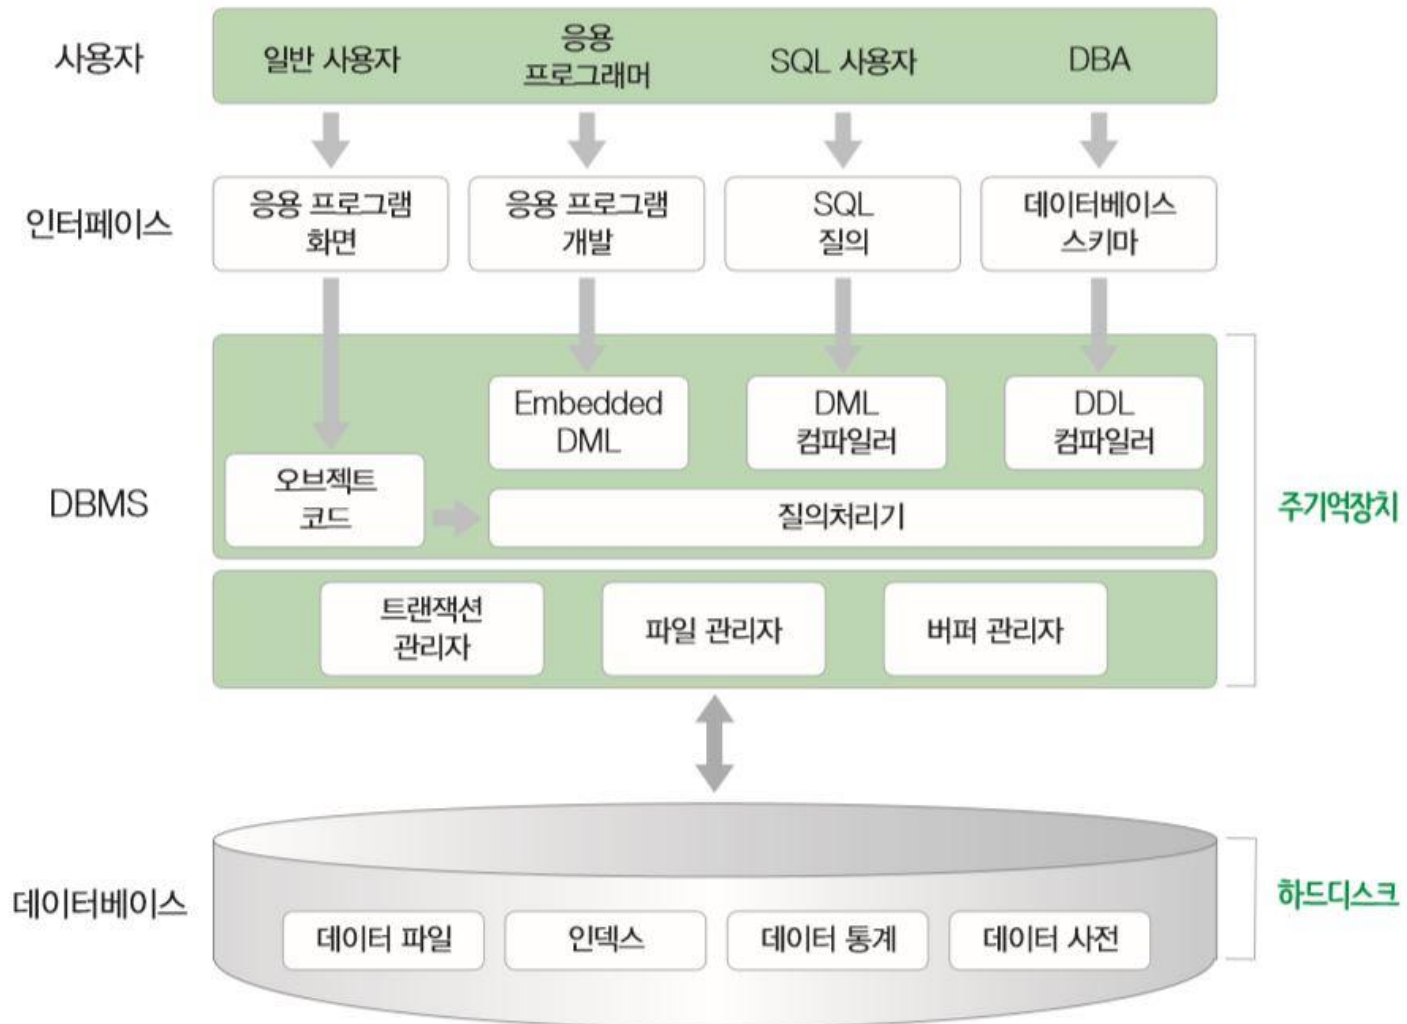 사용자
일반 사용자
응용
프로그래머
SQL 사용자
DBA
인터페이스
응용 프로그램
화면
응용 프로그램
개발
SQL
질의
데이터베이스
스키마
DBMS
Embedded
DML
DML
컴파일러
DDL
컴파일러
오브젝트
코드
질의처리기
트랜잭션
관리자
파일 관리자
버퍼 관리자
주기억장치
데이터베이스
데이터 파일
인덱스
데이터 통계
데이터 사전
하드디스크